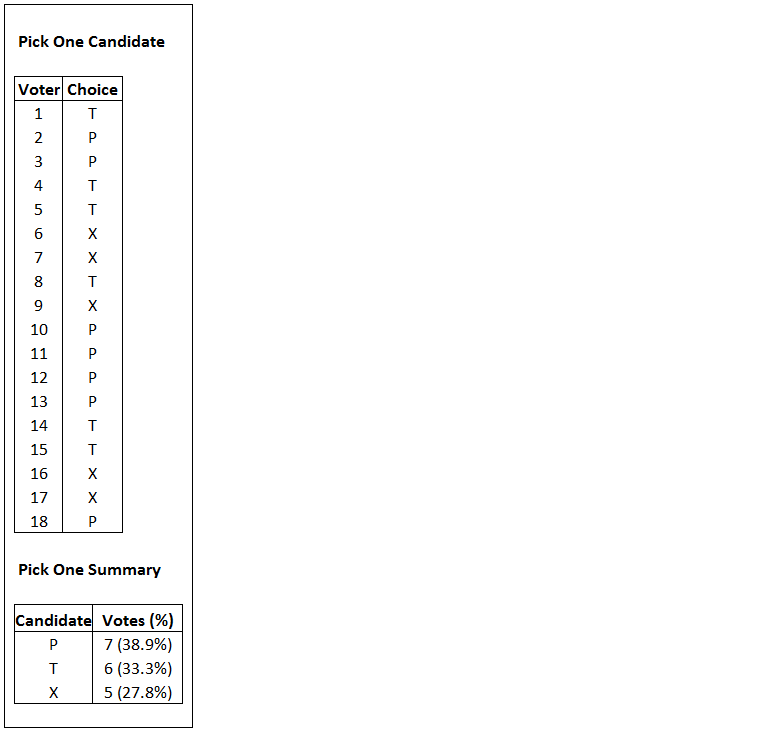 Pick One Candidate
Voter Choice
1 T
2 P
3 P
4 T
5 T
6 X
7 X
8 T
9 X
10 P
11 P
12 P
13 P
14 T
15 T
16 X
17 X
18 P
Pick One Summary
Candidate Votes (%)
P 7 (38.9%)
T 6 (33.3%)
X 5 (27.8%)